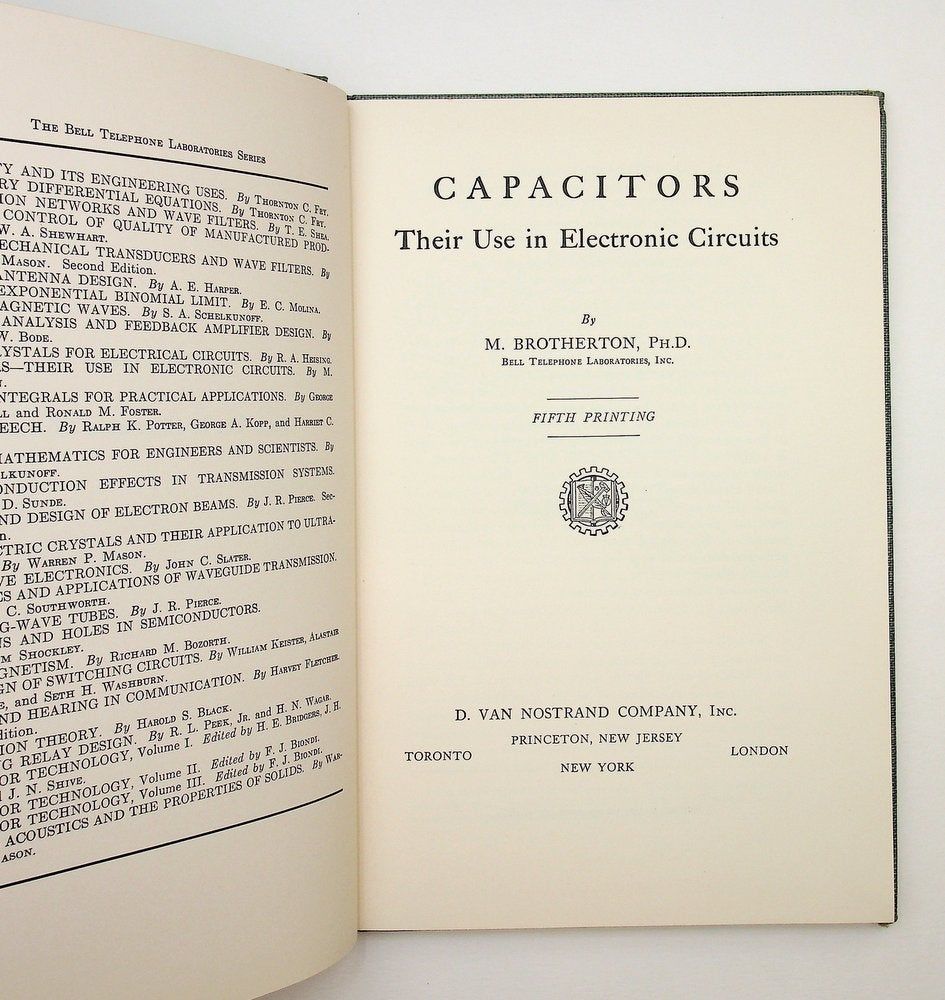 The Bell Telephone Laboratories Series
TY AND ITS ENGINEERING USES. By Thornton C. Fry.
RY DIFFERENTIAL EQUATIONS. By Thornton C. Fry.
ION NETWORKS AND WAVE FILTERS. By T. E. Shea.
CONTROL OF QUALITY OF MANUFACTURED PROD-
W. A. Shewhart.
MECHANICAL TRANSDUCERS AND WAVE FILTERS. By
Mason. Second Edition.
ANTENNA DESIGN. By A. E. Harper.
EXPONENTIAL BINOMIAL LIMIT. By E. C. Molina.
AGNETIC WAVES. By S. A. Schelkunoff.
ANALYSIS AND FEEDBACK AMPLIFIER DESIGN. By
W. Bode.
YSTALS FOR ELECTRICAL CIRCUITS. By R. A. Heising.
S—THEIR USE IN ELECTRONIC CIRCUITS. By M.
N.
NTEGRALS FOR PRACTICAL APPLICATIONS. By George
ll and Ronald M. Foster.
EECH. By Ralph K. Potter, George A. Kopp, and Harriet C.
MATHEMATICS FOR ENGINEERS AND SCIENTISTS. By
lkunoff.
ONDUCTION EFFECTS IN TRANSMISSION SYSTEMS.
D. Sunde.
ND DESIGN OF ELECTRON BEAMS. By J. R. Pierce. Sec-
n.
CTRIC CRYSTALS AND THEIR APPLICATION TO ULTRA-
By Warren P. Mason.
VE ELECTRONICS. By John C. Slater.
ES AND APPLICATIONS OF WAVEGUIDE TRANSMISSION.
C. Southworth.
G-WAVE TUBES. By J. R. Pierce.
NS AND HOLES IN SEMICONDUCTORS.
m Shockley.
GNETISM. By Richard M. Bozorth.
GN OF SWITCHING CIRCUITS. By William Keister, Alastair
e, and Seth H. Washburn.
ND HEARING IN COMMUNICATION. By Harvey Fletcher.
dition.
ION THEORY. By Harold S. Black.
NG RELAY DESIGN. By R. L. Peek, Jr. and H. N. Wagar.
OR TECHNOLOGY, Volume I. Edited by H. E. Bridgers, J. H.
J. N. Shive.
OR TECHNOLOGY, Volume II. Edited by F. J. Biondi.
OR TECHNOLOGY, Volume III. Edited by F. J. Biondi.
ACOUSTICS AND THE PROPERTIES OF SOLIDS. By War-
ason.
CAPACITORS
Their Use in Electronic Circuits
By
M. BROTHERTON, Ph.D.
Bell Telephone Laboratories, Inc.
FIFTH PRINTING
D. VAN NOSTRAND COMPANY, Inc.
PRINCETON, NEW JERSEY
TORONTO LONDON
NEW YORK